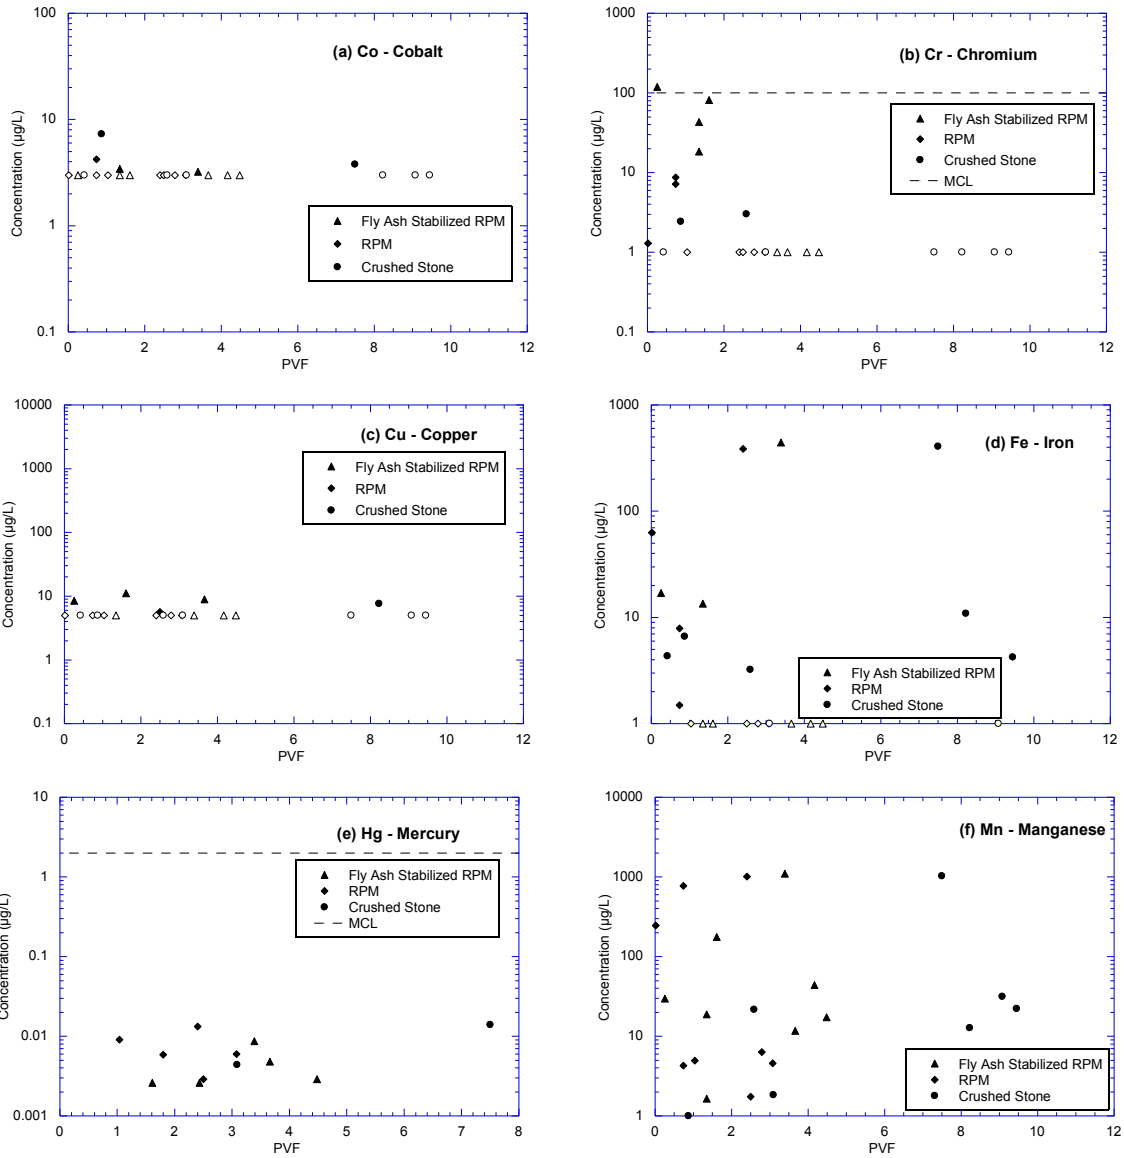 (a) Co - Cobalt
100
10
1
0.1
Concentration (µg/L)
Fly Ash Stabilized RPM
RPM
Crushed Stone
0 2 4 6 8 10 12
PVF
(b) Cr - Chromium
1000
100
10
1
0.1
Concentration (µg/L)
Fly Ash Stabilized RPM
RPM
Crushed Stone
MCL
0 2 4 6 8 10 12
PVF
(c) Cu - Copper
10000
1000
100
10
1
0.1
Concentration (µg/L)
Fly Ash Stabilized RPM
RPM
Crushed Stone
0 2 4 6 8 10 12
PVF
(d) Fe - Iron
1000
100
10
1
Concentration (µg/L)
Fly Ash Stabilized RPM
RPM
Crushed Stone
0 2 4 6 8 10 12
PVF
(e) Hg - Mercury
10
1
0.1
0.01
0.001
Concentration (µg/L)
Fly Ash Stabilized RPM
RPM
Crushed Stone
MCL
0 1 2 3 4 5 6 7 8
PVF
(f) Mn - Manganese
10000
1000
100
10
1
Concentration (µg/L)
Fly Ash Stabilized RPM
RPM
Crushed Stone
0 2 4 6 8 10 12
PVF